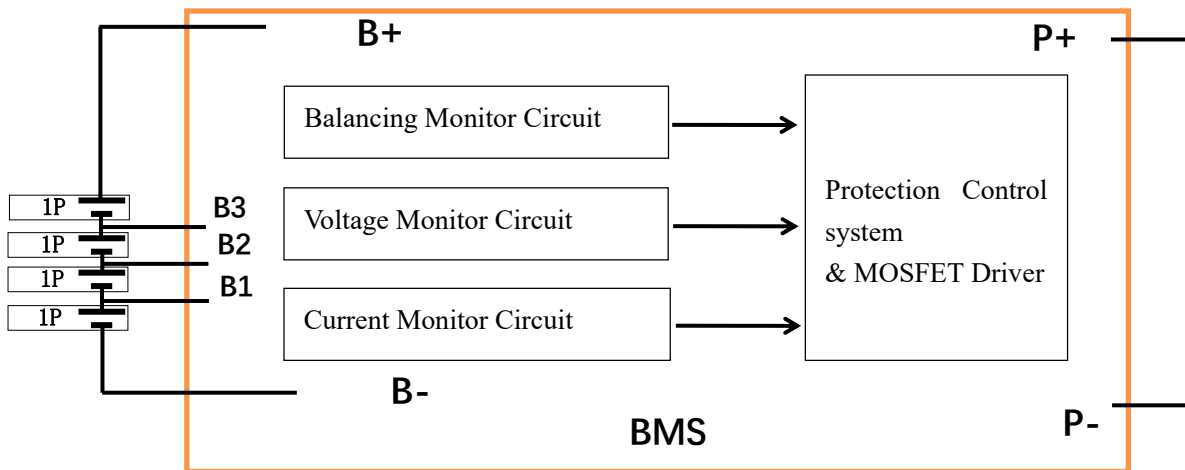 B+
P+
Balancing Monitor Circuit
1P
B3
Voltage Monitor Circuit
Protection Control
system
& MOSFET Driver
1P
B2
1P
B1
1P
Current Monitor Circuit
B-
P-
BMS